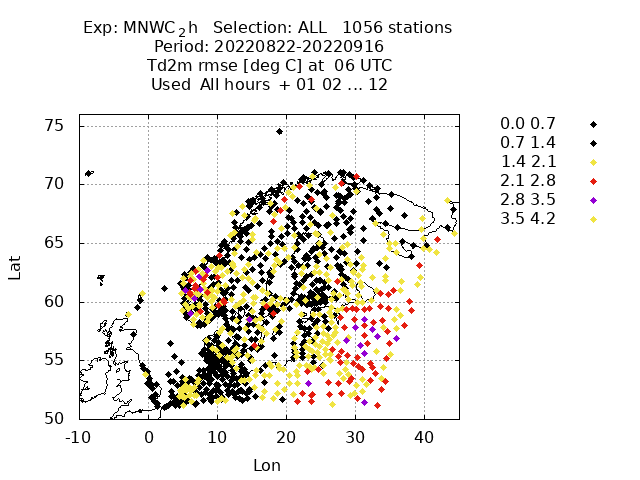 Exp: MNWC2h Selection: ALL 1056 stations
Period: 20220822-20220916
Td2m rmse [deg C] at 06 UTC
Used All hours + 01 02 ... 12
0.0 0.7
0.7 1.4
1.4 2.1
2.1 2.8
2.8 3.5
3.5 4.2
75
70
65
60
55
50
Lat
-10 0 10 20 30 40
Lon